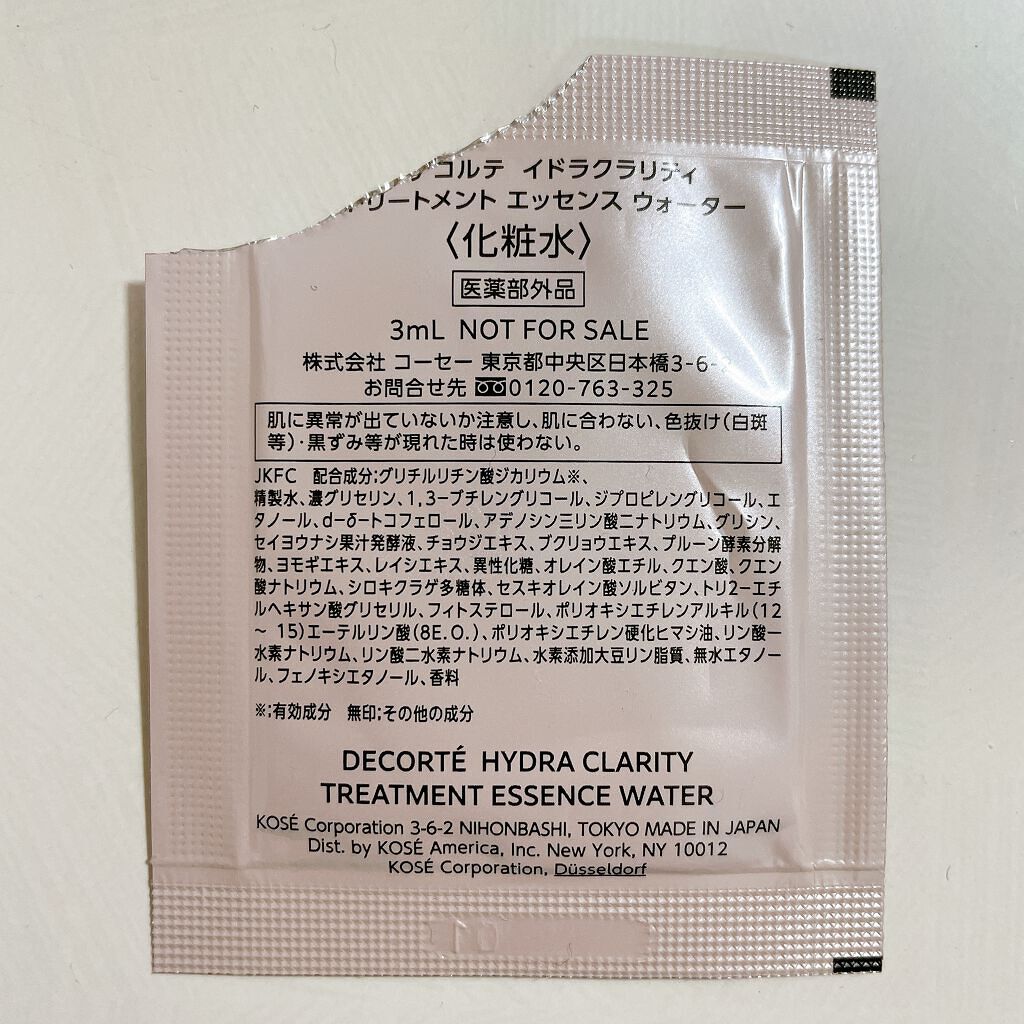 コルテ イドラクラリティ
トリートメント エッセンス ウォーター
〈化粧水〉
医薬部外品
3mL NOT FOR SALE
株式会社 コーセー 東京都中央区日本橋3-6-
お問合せ先 0120-763-325
肌に異常が出ていないか注意し、肌に合わない、色抜け(白斑
等)・黒ずみ等が現れた時は使わない。
JKFC 配合成分;グリチルリチン酸ジカリウム※、
精製水、濃グリセリン、1,3-ブチレングリコール、ジプロピレングリコール、エ
タノール、d-δ-トコフェロール、アデノシン三リン酸二ナトリウム、グリシン、
セイヨウナシ果汁発酵液、チョウジエキス、ブクリョウエキス、プルーン酵素分解
物、ヨモギエキス、レイシエキス、異性化糖、オレイン酸エチル、クエン酸、クエン
酸ナトリウム、シロキクラゲ多糖体、セスキオレイン酸ソルビタン、トリ2-エチ
ルヘキサン酸グリセリル、フィトステロール、ポリオキシエチレンアルキル(12
~ 15)エーテルリン酸(8E.O.)、ポリオキシエチレン硬化ヒマシ油、リン酸一
水素ナトリウム、リン酸二水素ナトリウム、水素添加大豆リン脂質、無水エタノー
ル、フェノキシエタノール、香料
※;有効成分 無印;その他の成分
DECORTÉ HYDRA CLARITY
TREATMENT ESSENCE WATER
KOSÉ Corporation 3-6-2 NIHONBASHI, TOKYO MADE IN JAPAN
Dist. by KOSÉ America, Inc. New York, NY 10012
KOSÉ Corporation, Düsseldorf